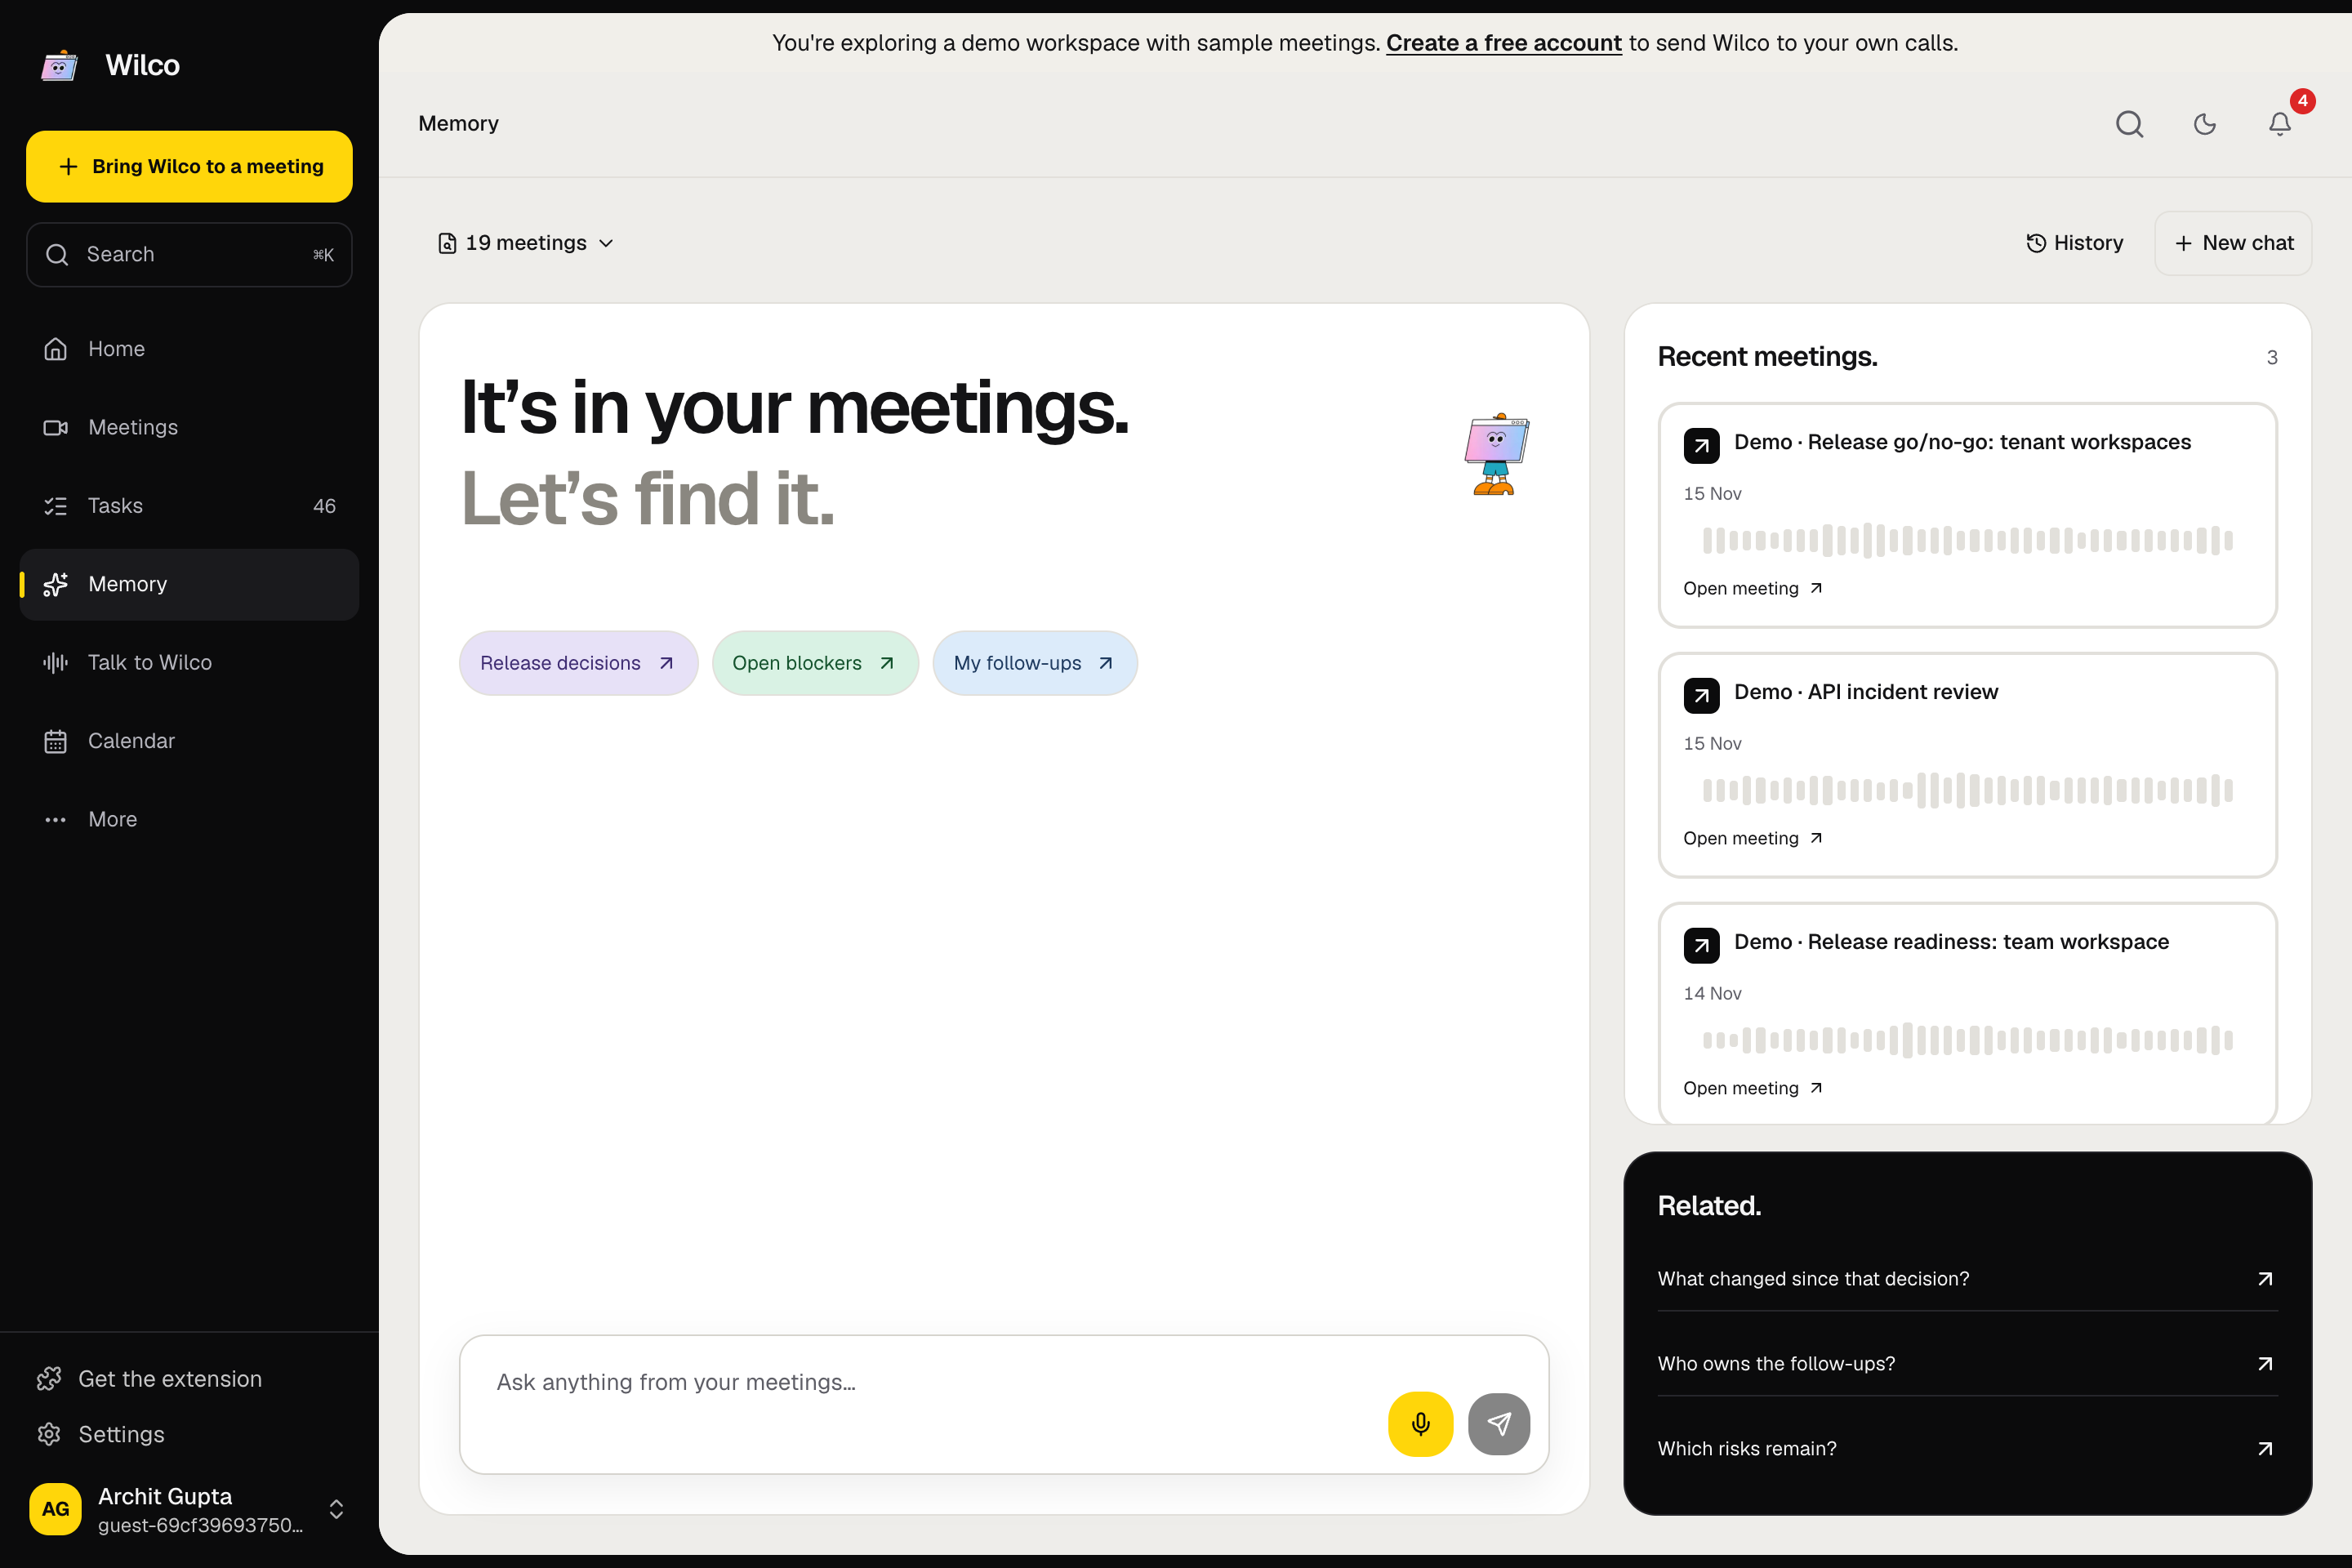 Wilco
Bring Wilco to a meeting
Search ⌘K
Home
Meetings
Tasks 46
Memory
Talk to Wilco
Calendar
More
Get the extension
Settings
AG
Archit Gupta
guest-69cf39693750...
You're exploring a demo workspace with sample meetings. Create a free account to send Wilco to your own calls.
Memory
4
19 meetings
History
New chat
It's in your meetings.
Let's find it.
Release decisions
Open blockers
My follow-ups
Ask anything from your meetings...
Recent meetings. 3
Demo · Release go/no-go: tenant workspaces
15 Nov
Open meeting
Demo · API incident review
15 Nov
Open meeting
Demo · Release readiness: team workspace
14 Nov
Open meeting
Related.
What changed since that decision?
Who owns the follow-ups?
Which risks remain?